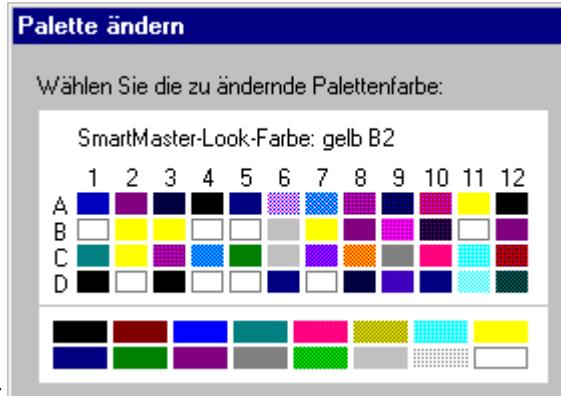 Palette ändern
Wählen Sie die zu ändernde Palettenfarbe:
SmartMaster-Look-Farbe: gelb B2
1 2 3 4 5 6 7 8 9 10 11 12
A
B
C
D